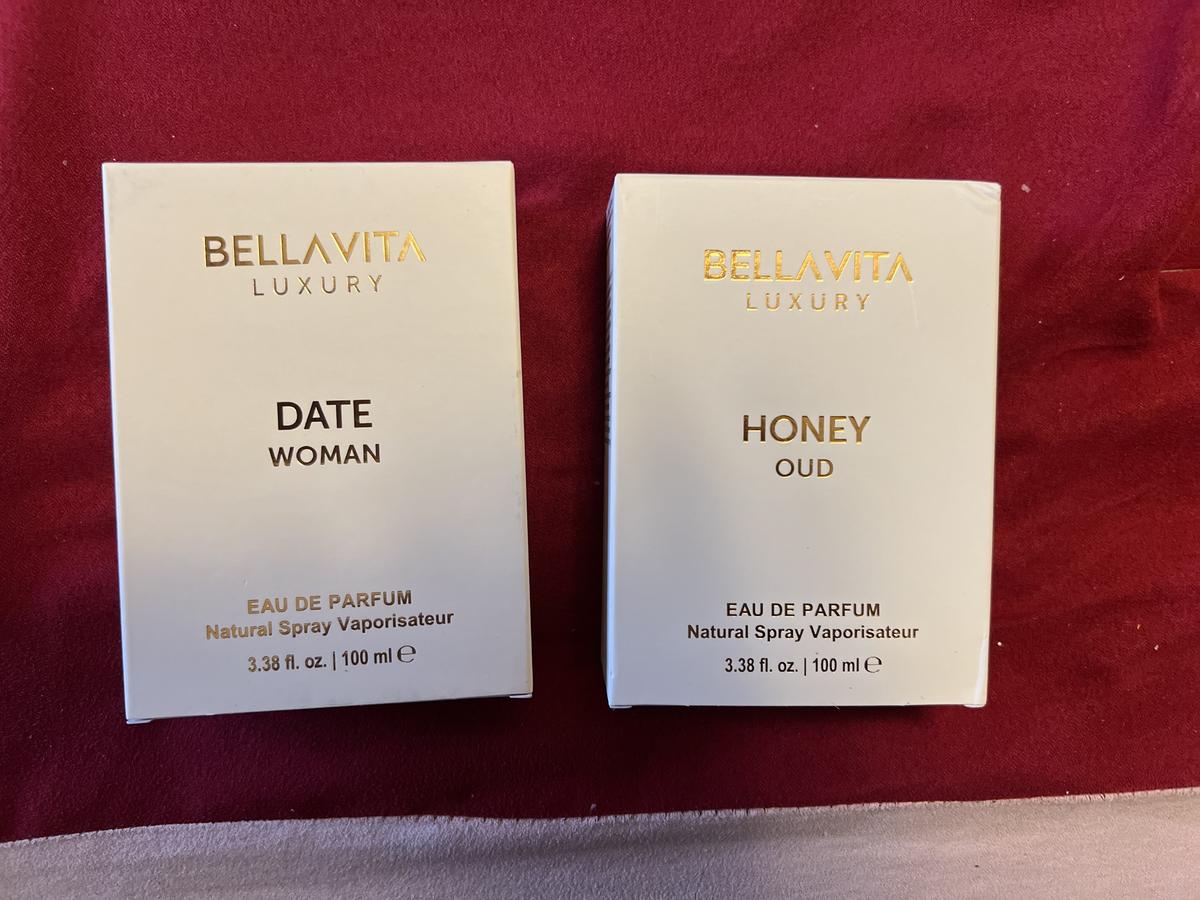 BELLAVITA
LUXURY
DATE
WOMAN
EAU DE PARFUM
Natural Spray Vaporisateur
3.38 fl. oz. | 100 ml ℮
BELLAVITA
LUXURY
HONEY
OUD
EAU DE PARFUM
Natural Spray Vaporisateur
3.38 fl. oz. | 100 ml ℮